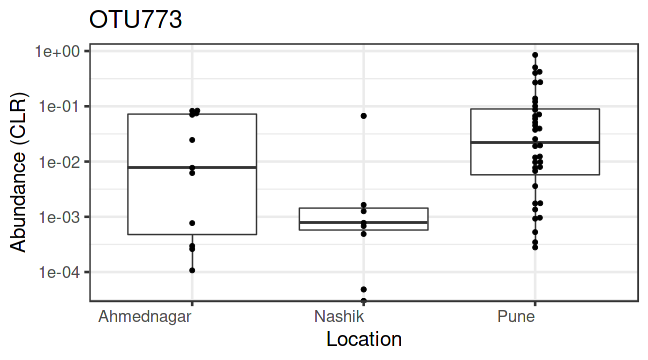 OTU773
Abundance (CLR)
1e+00
1e-01
1e-02
1e-03
1e-04
Ahmednagar
Nashik
Pune
Location